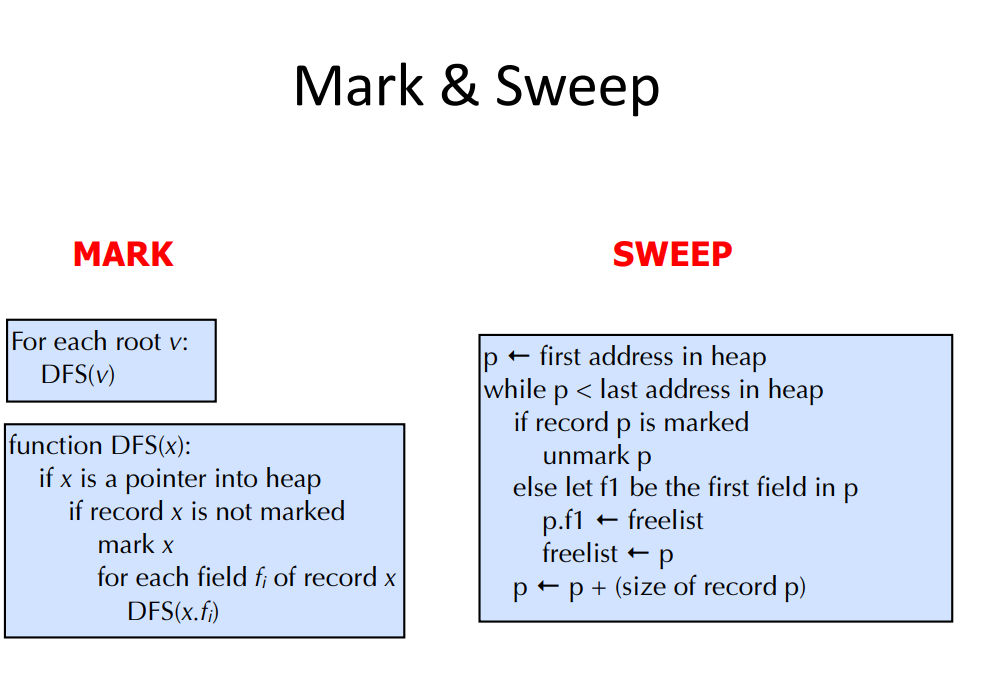 Mark & Sweep
MARK
For each root v:
DFS(v)
function DFS(x):
if x is a pointer into heap
if record x is not marked
mark x
for each field fi of record x
DFS(x.fi)
SWEEP
p ← first address in heap
while p < last address in heap
if record p is marked
unmark p
else let f1 be the first field in p
p.f1 ← freelist
freelist ← p
p ← p + (size of record p)